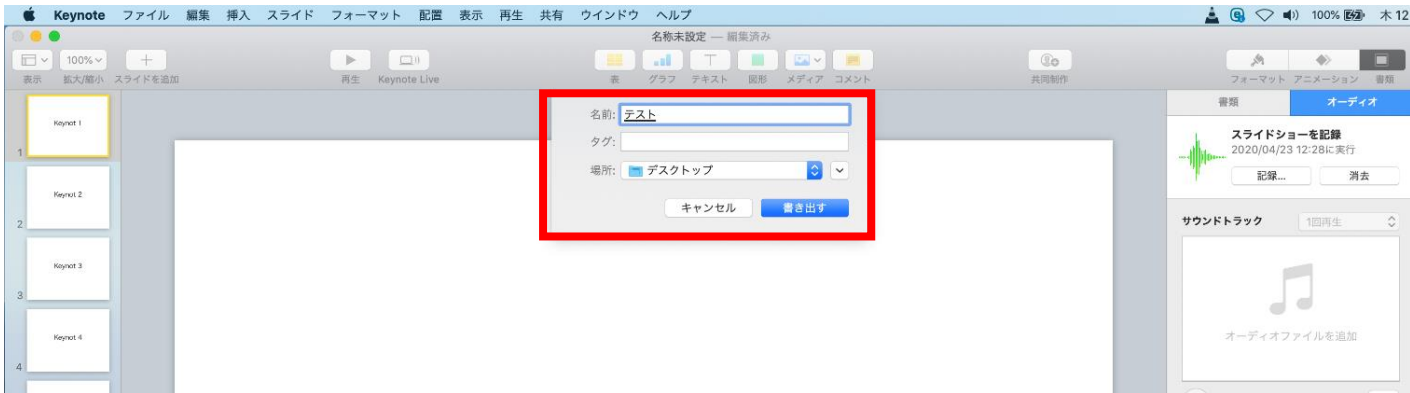 Keynote ファイル 編集 挿入 スライド フォーマット 配置 表示 再生 共有 ウインドウ ヘルプ 100% 木 12
名称未設定 — 編集済み
100%
表示 拡大/縮小 スライドを追加 再生 Keynote Live 表 グラフ テキスト 図形 メディア コメント 共同制作 フォーマット アニメーション 書類
Keynot 1
1
Keynot 2
2
Keynot 3
3
Keynot 4
4
名前: テスト
タグ:
場所: デスクトップ
キャンセル 書き出す
書類 オーディオ
スライドショーを記録
2020/04/23 12:28に実行
記録... 消去
サウンドトラック 1回再生
オーディオファイルを追加